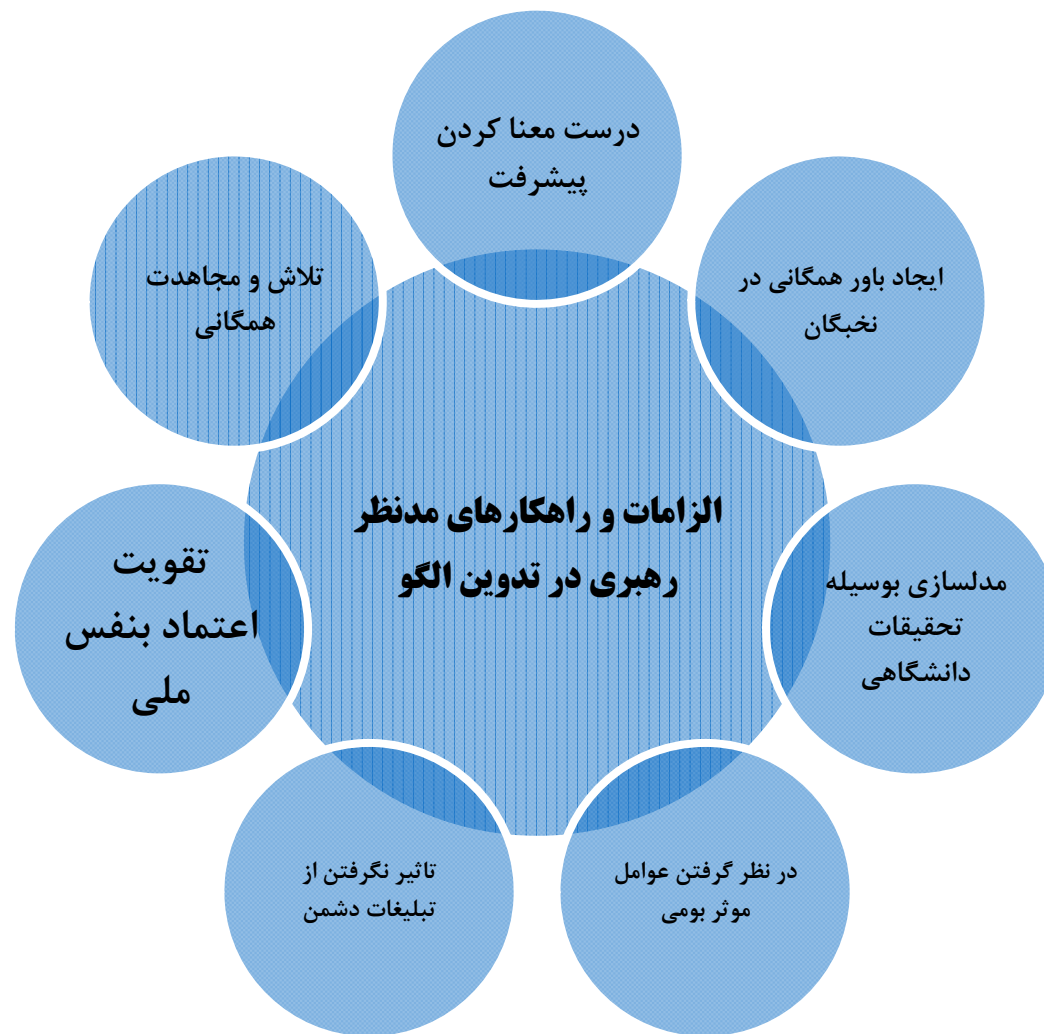 درست معنا کردن
پیشرفت
ایجاد باور همگانی در
نخبگان
مدلسازی بوسیله
تحقیقات
دانشگاهی
در نظر گرفتن عوامل
موثر بومی
تاثیر نگرفتن از
تبلیغات دشمن
تقویت
اعتماد بنفس
ملی
تلاش و مجاهدت
همگانی
الزامات و راهکارهای مدنظر
رهبری در تدوین الگو